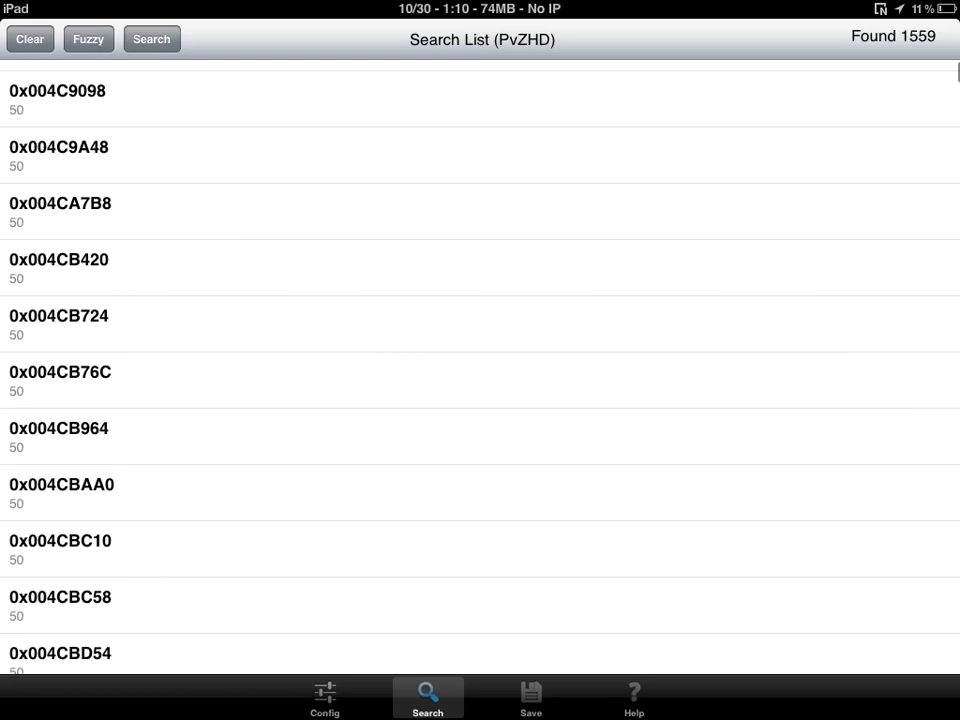 iPad 10/30 - 1:10 - 74MB - No IP 11 %
Clear Fuzzy Search Search List (PvZHD) Found 1559
0x004C9098
50
0x004C9A48
50
0x004CA7B8
50
0x004CB420
50
0x004CB724
50
0x004CB76C
50
0x004CB964
50
0x004CBAA0
50
0x004CBC10
50
0x004CBC58
50
0x004CBD54
50
Config Search Save Help